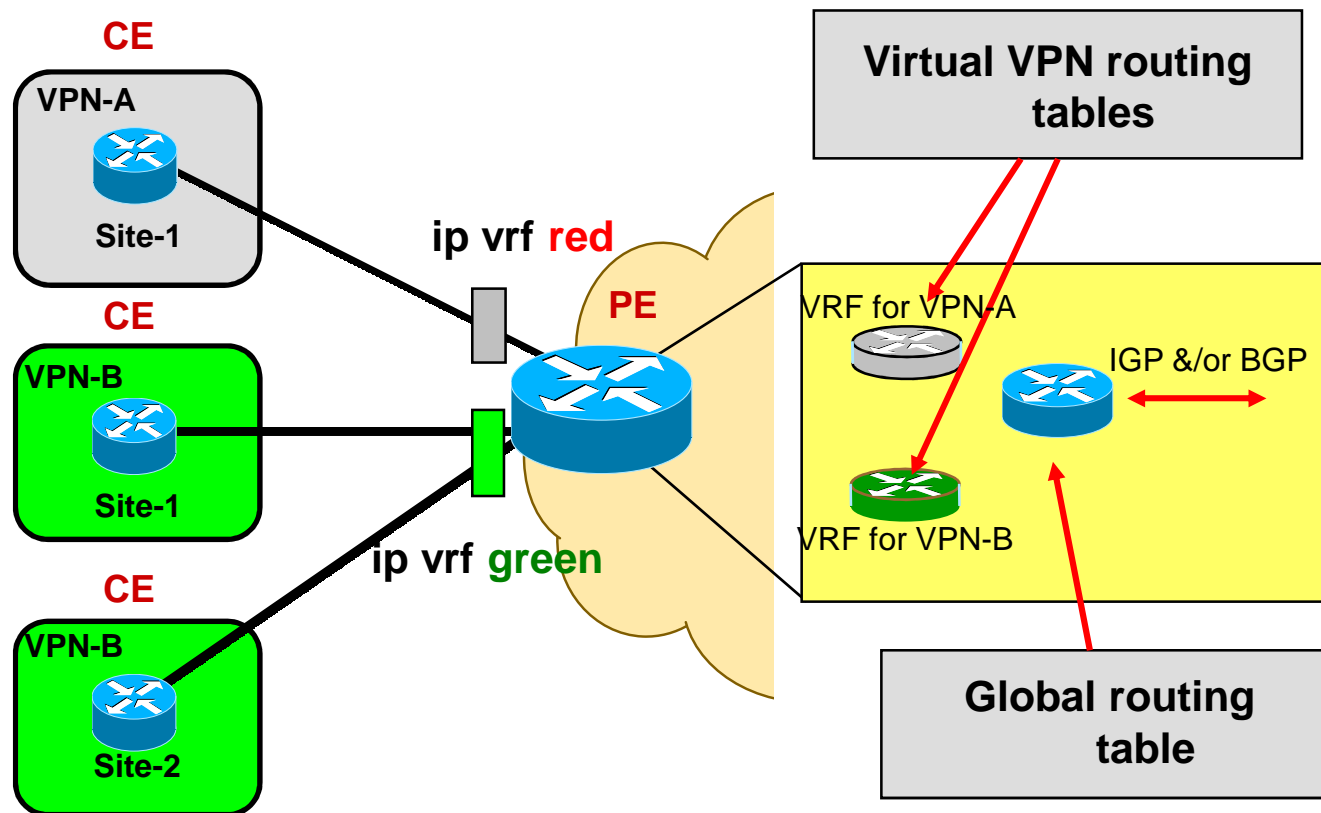 CE
VPN-A
Site-1
CE
VPN-B
Site-1
CE
VPN-B
Site-2
ip vrf red
PE
ip vrf green
Virtual VPN routing
tables
VRF for VPN-A
IGP &/or BGP
VRF for VPN-B
Global routing
table